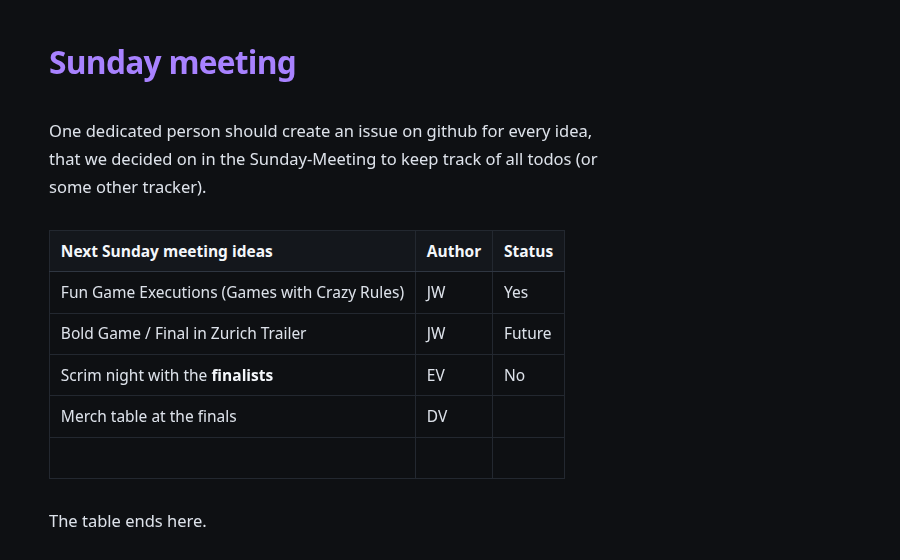 Sunday meeting
One dedicated person should create an issue on github for every idea,
that we decided on in the Sunday-Meeting to keep track of all todos (or
some other tracker).
Next Sunday meeting ideas Author Status
Fun Game Executions (Games with Crazy Rules) JW Yes
Bold Game / Final in Zurich Trailer JW Future
Scrim night with the finalists EV No
Merch table at the finals DV
The table ends here.